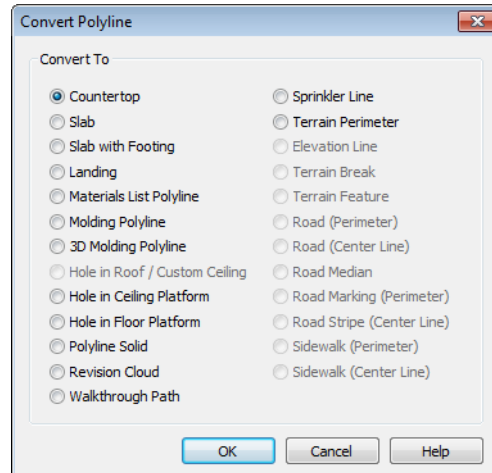 Convert Polyline
Convert To
Countertop
Slab
Slab with Footing
Landing
Materials List Polyline
Molding Polyline
3D Molding Polyline
Hole in Roof / Custom Ceiling
Hole in Ceiling Platform
Hole in Floor Platform
Polyline Solid
Revision Cloud
Walkthrough Path
Sprinkler Line
Terrain Perimeter
Elevation Line
Terrain Break
Terrain Feature
Road (Perimeter)
Road (Center Line)
Road Median
Road Marking (Perimeter)
Road Stripe (Center Line)
Sidewalk (Perimeter)
Sidewalk (Center Line)
OK
Cancel
Help